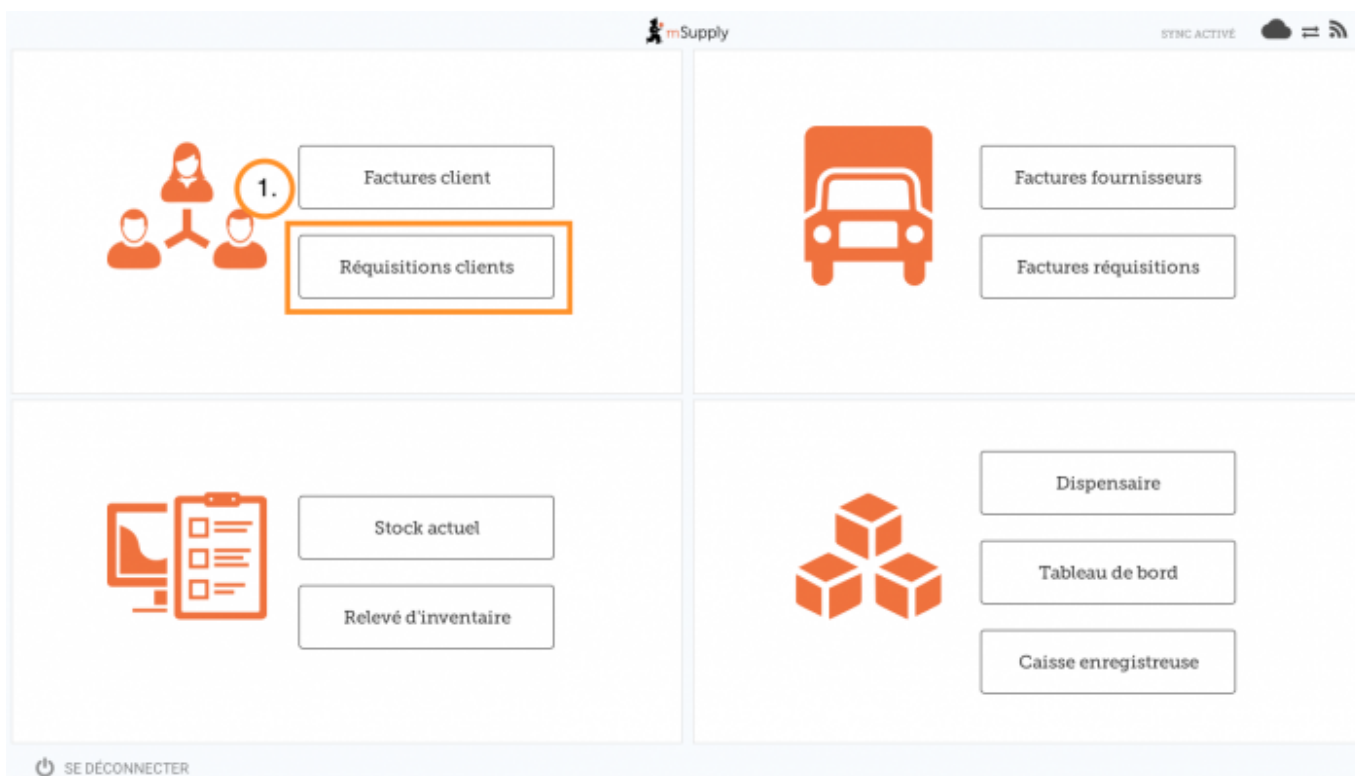 mSupply
SYNC ACTIVÉ
1.
Factures client
Réquisitions clients
Factures fournisseurs
Factures réquisitions
Stock actuel
Relevé d'inventaire
Dispensaire
Tableau de bord
Caisse enregistreuse
SE DÉCONNECTER